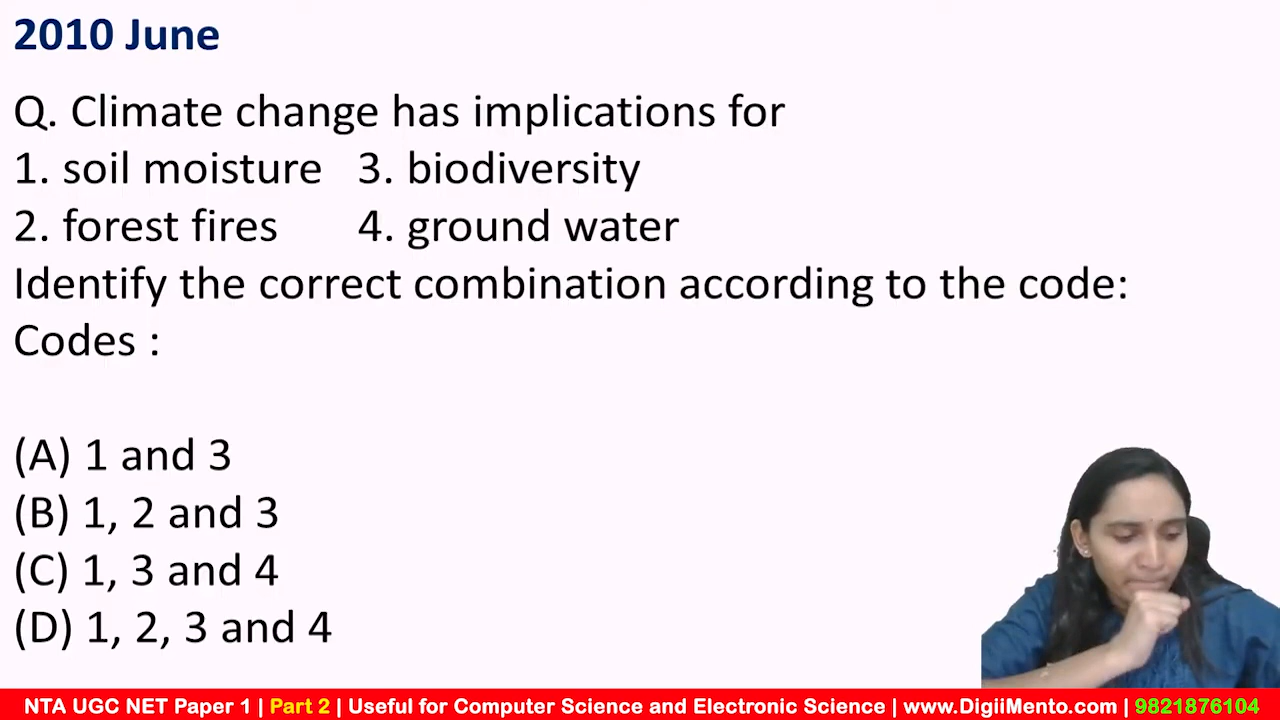 2010 June
Q. Climate change has implications for
1. soil moisture 3. biodiversity
2. forest fires 4. ground water
Identify the correct combination according to the code:
Codes :
(A) 1 and 3
(B) 1, 2 and 3
(C) 1, 3 and 4
(D) 1, 2, 3 and 4
NTA UGC NET Paper 1 | Part 2 | Useful for Computer Science and Electronic Science | www.DigiiMento.com | 9821876104